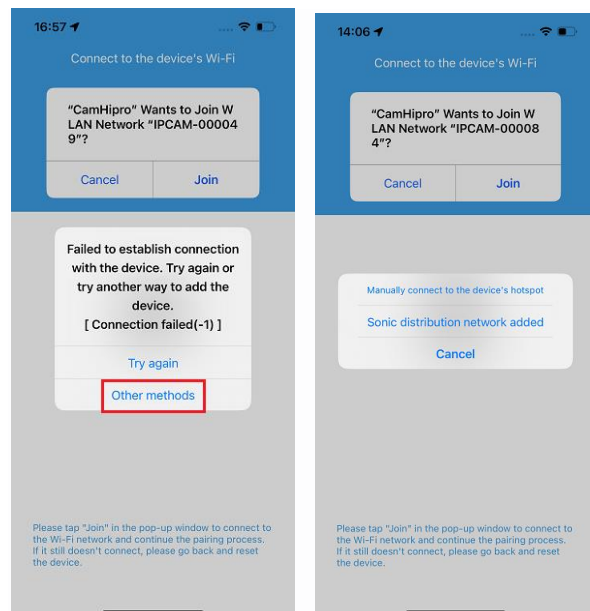 16:57
Connect to the device's Wi-Fi
"CamHipro" Wants to Join W
LAN Network "IPCAM-00004
9"?
Cancel
Join
Failed to establish connection
with the device. Try again or
try another way to add the
device.
[ Connection failed(-1) ]
Try again
Other methods
Please tap "Join" in the pop-up window to connect to
the Wi-Fi network and continue the pairing process.
If it still doesn't connect, please go back and reset
the device.
14:06
Connect to the device's Wi-Fi
"CamHipro" Wants to Join W
LAN Network "IPCAM-00008
4"?
Cancel
Join
Manually connect to the device's hotspot
Sonic distribution network added
Cancel
Please tap "Join" in the pop-up window to connect to
the Wi-Fi network and continue the pairing process.
If it still doesn't connect, please go back and reset
the device.